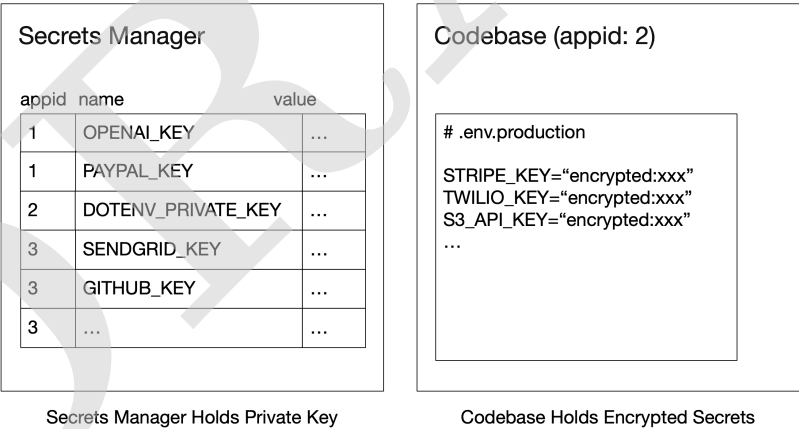 Secrets Manager
appid name value
1 OPENAI_KEY ...
1 PAYPAL_KEY ...
2 DOTENV_PRIVATE_KEY ...
3 SENDGRID_KEY ...
3 GITHUB_KEY ...
3 ... ...
Secrets Manager Holds Private Key
Codebase (appid: 2)
# .env.production
STRIPE_KEY=“encrypted:xxx”
TWILIO_KEY=“encrypted:xxx”
S3_API_KEY=“encrypted:xxx”
...
Codebase Holds Encrypted Secrets